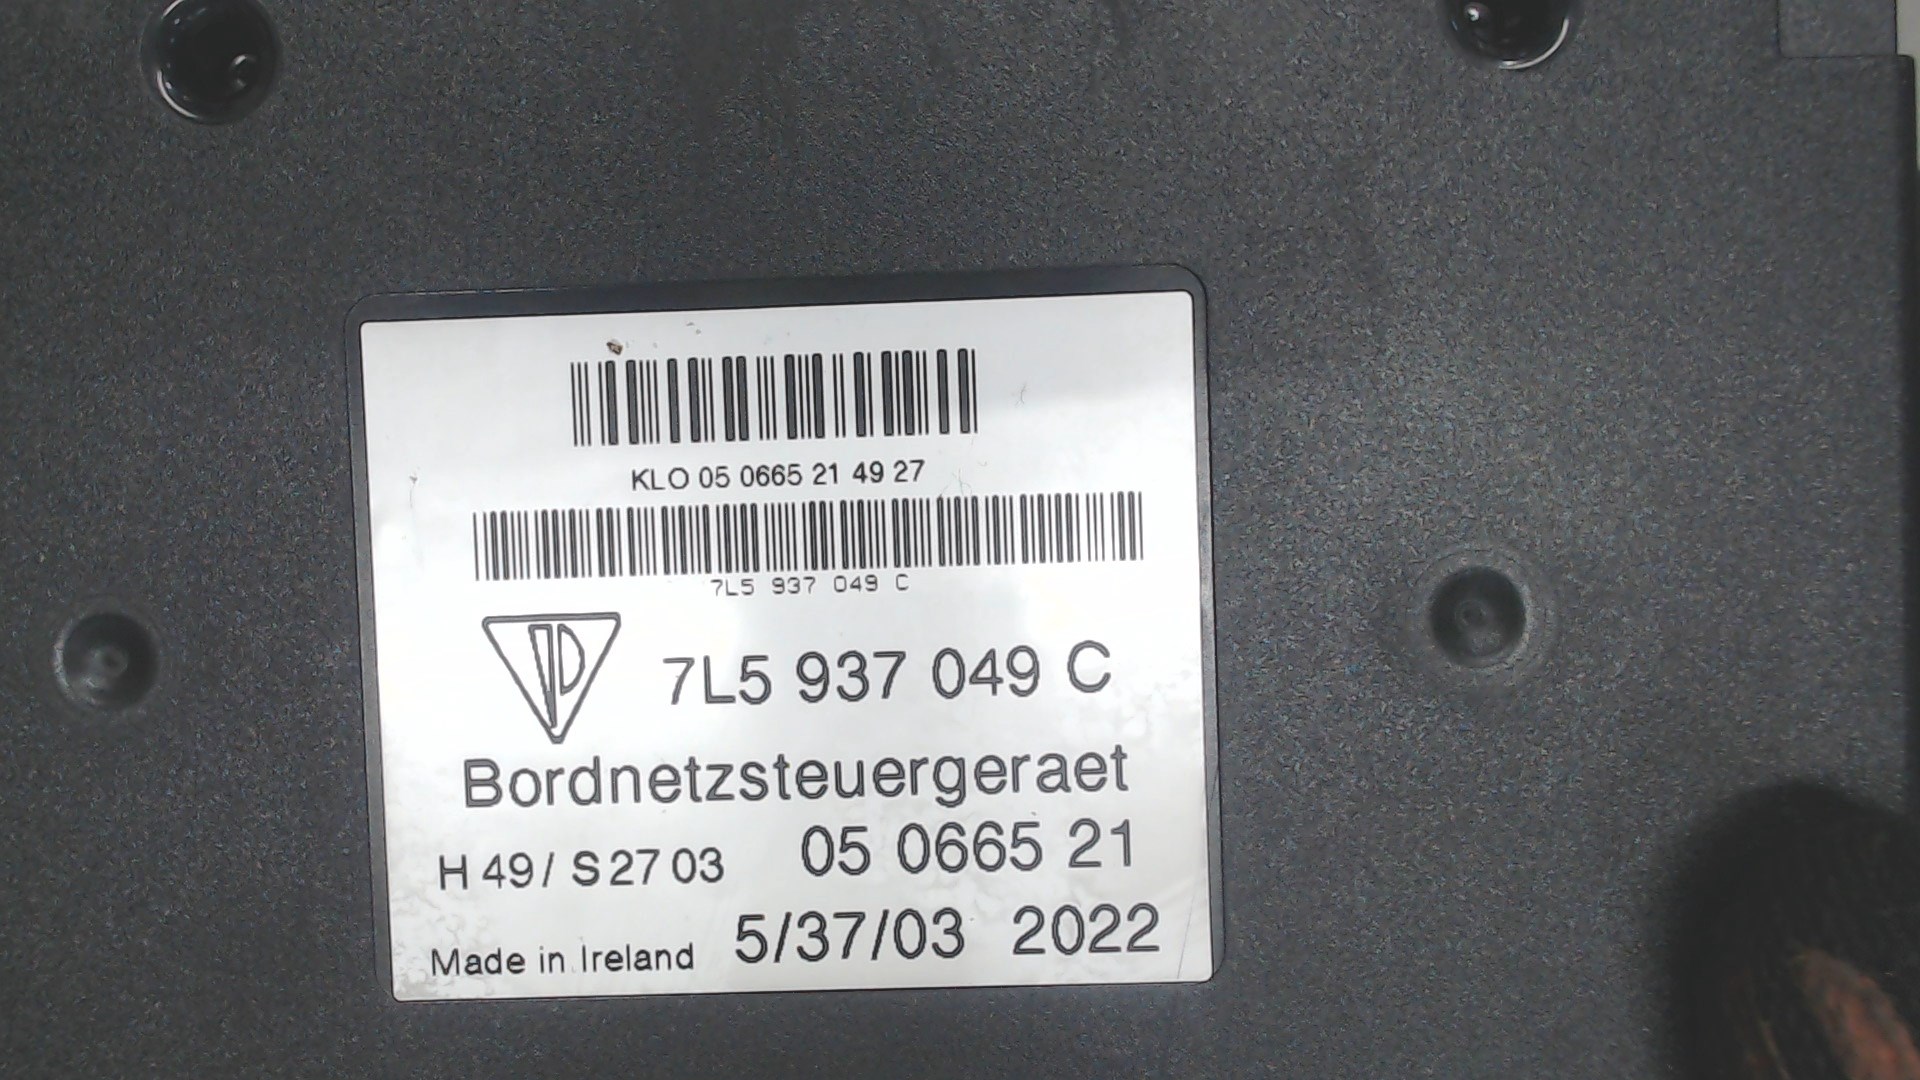 KLO 05 0665 21 49 27
7L5 937 049 C
7L5 937 049 C
Bordnetzsteuergeraet
H 49 / S 27 03 05 0665 21
Made in Ireland 5/37/03 2022